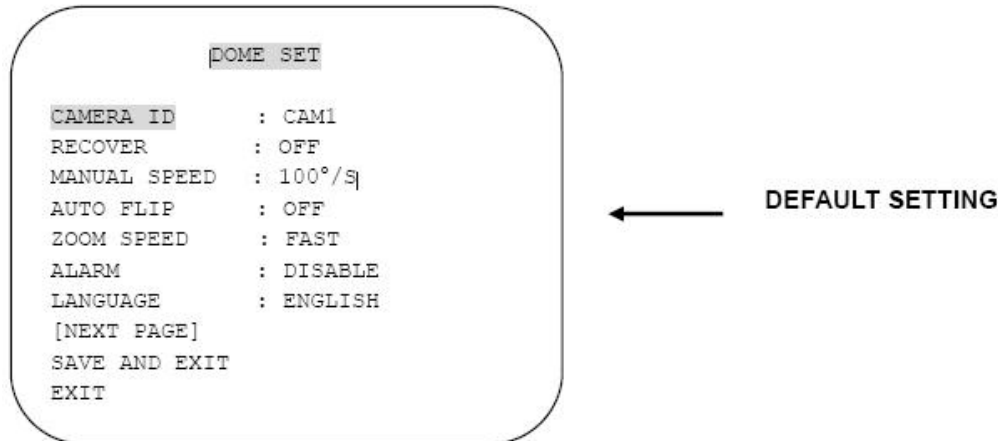 DOME SET
CAMERA ID : CAM1
RECOVER : OFF
MANUAL SPEED : 100°/S
AUTO FLIP : OFF
ZOOM SPEED : FAST
ALARM : DISABLE
LANGUAGE : ENGLISH
[NEXT PAGE]
SAVE AND EXIT
EXIT
DEFAULT SETTING